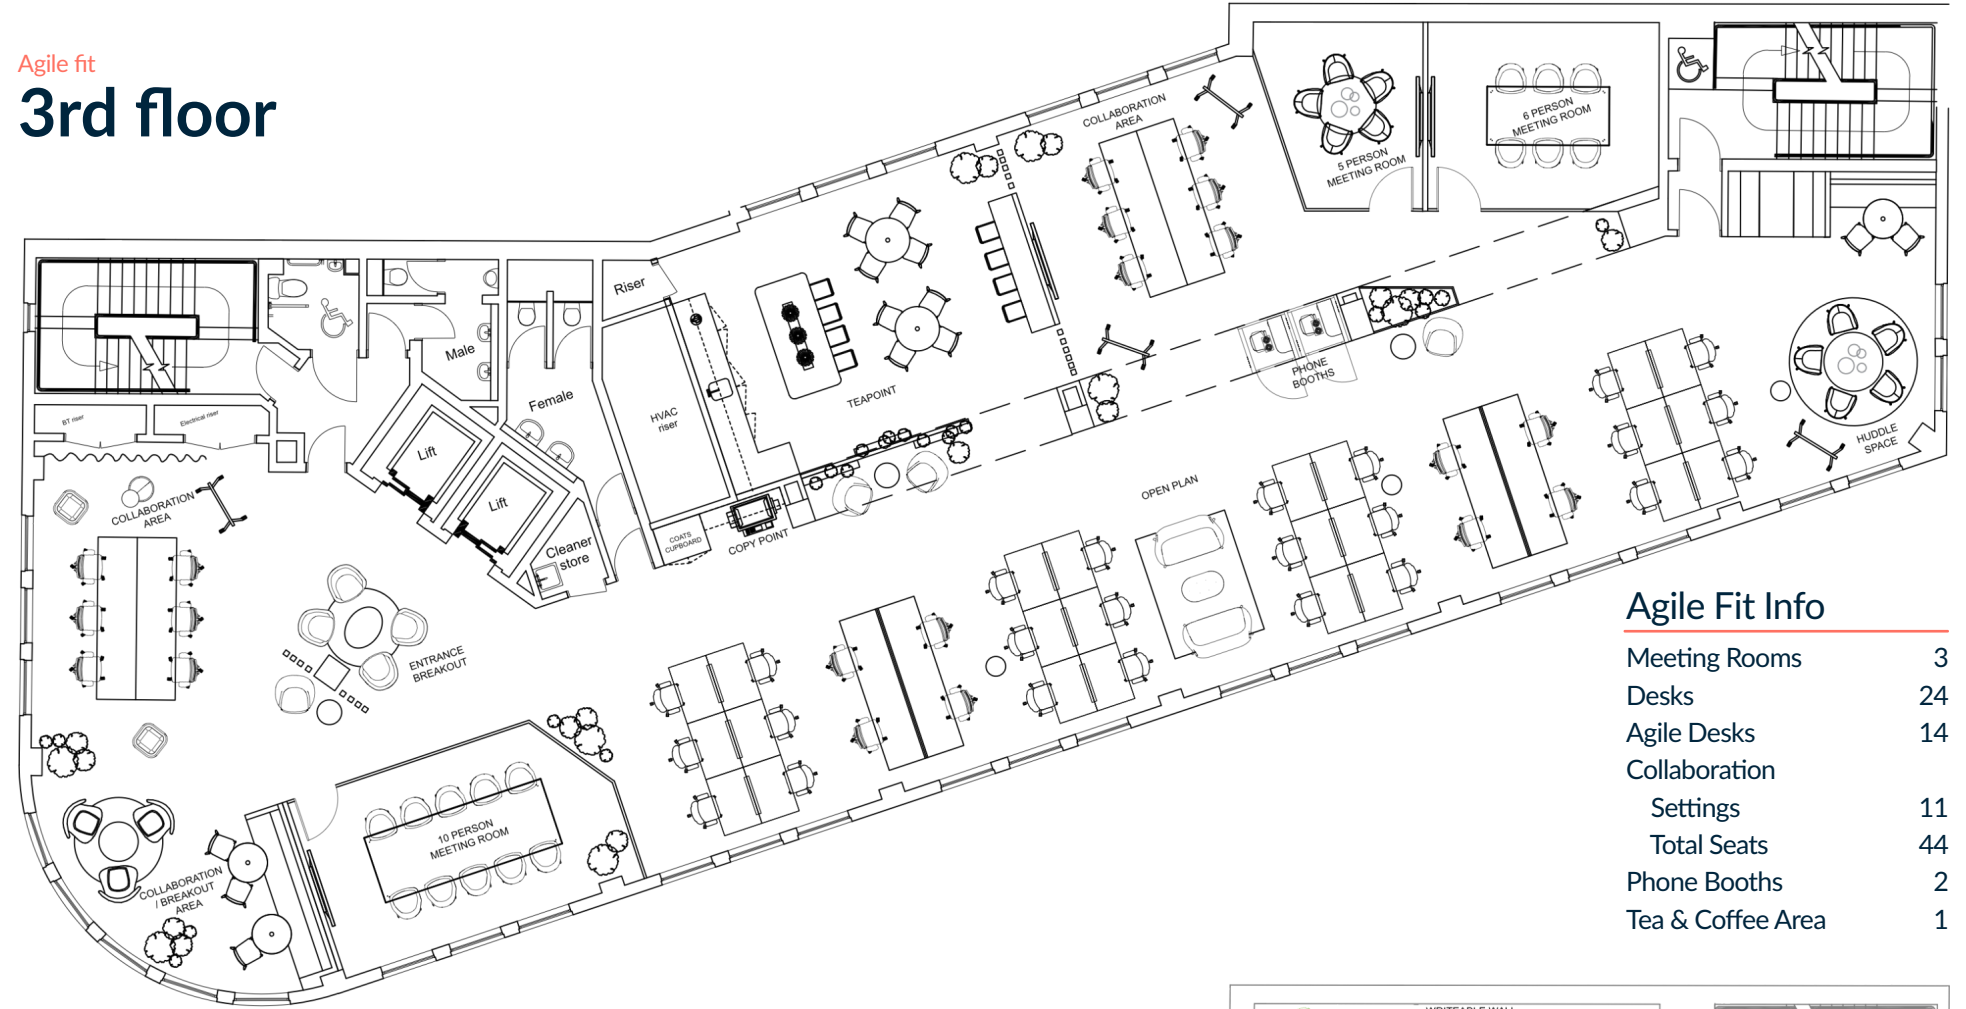 Agile fit
3rd floor
COLLABORATION
AREA
5 PERSON
MEETING ROOM
6 PERSON
MEETING ROOM
Riser
Male
Female
HVAC
riser
TEAPOINT
PHONE
BOOTHS
BT riser
Electrical riser
Lift
Lift
HUDDLE
SPACE
COLLABORATION
AREA
OPEN PLAN
COATS
CUPBOARD
COPY POINT
Cleaner
store
ENTRANCE
BREAKOUT
10 PERSON
MEETING ROOM
COLLABORATION
/ BREAKOUT
AREA
Agile Fit Info
Meeting Rooms 3
Desks 24
Agile Desks 14
Collaboration
Settings 11
Total Seats 44
Phone Booths 2
Tea & Coffee Area 1
WRITEABLE WALL